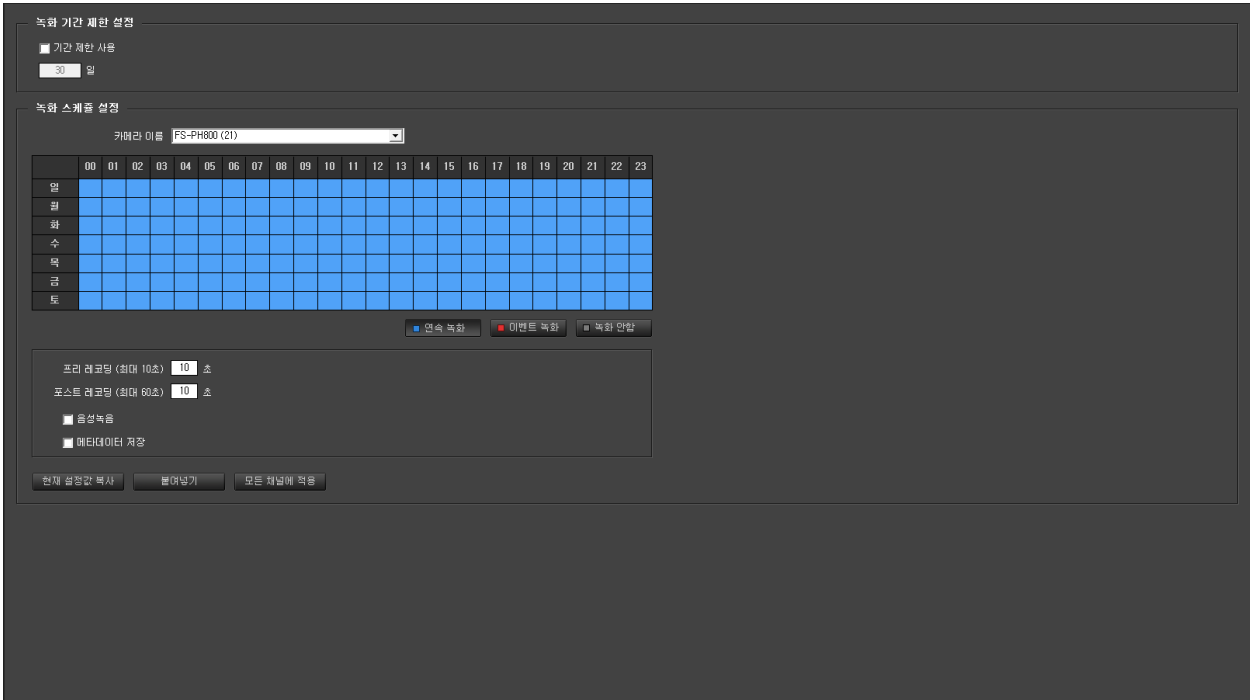 녹화 기간 제한 설정
기간 제한 사용
30 일
녹화 스케쥴 설정
카메라 이름 FS-PH800 (21)
00 01 02 03 04 05 06 07 08 09 10 11 12 13 14 15 16 17 18 19 20 21 22 23
일
월
화
수
목
금
토
연속 녹화 이벤트 녹화 녹화 안함
프리 레코딩 (최대 10초) 10 초
포스트 레코딩 (최대 60초) 10 초
음성녹음
메타데이터 저장
현재 설정값 복사 붙여넣기 모든 채널에 적용